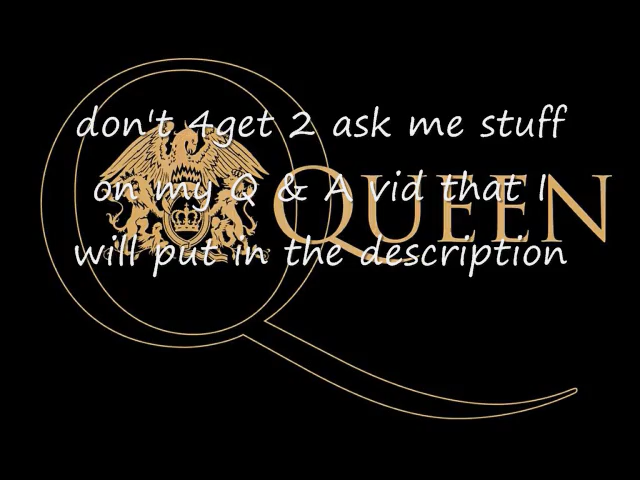 don't 4get 2 ask me stuff
on my Q & A vid that I
will put in the description
QUEEN